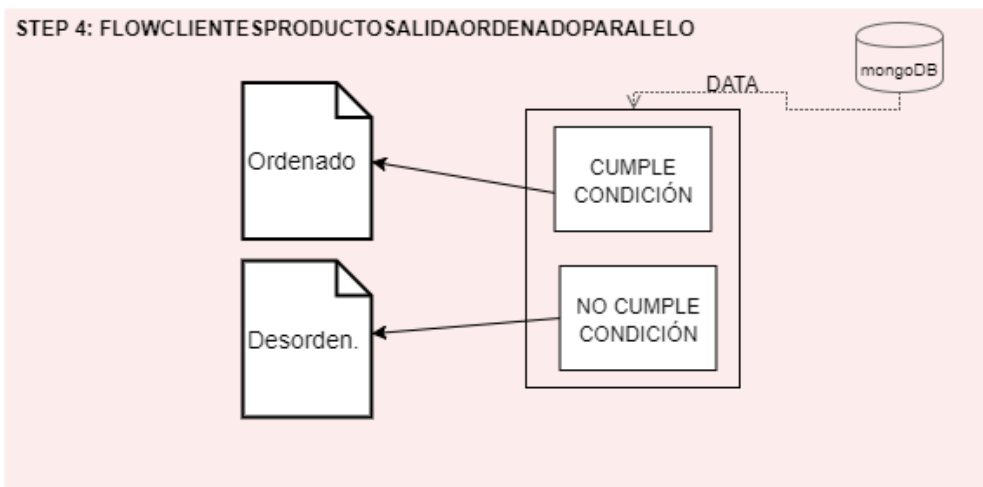 STEP 4: FLOWCLIENTESPRODUCTOSALIDAORDENADOPARALELO
mongoDB
DATA
Ordenado
CUMPLE
CONDICIÓN
Desorden.
NO CUMPLE
CONDICIÓN